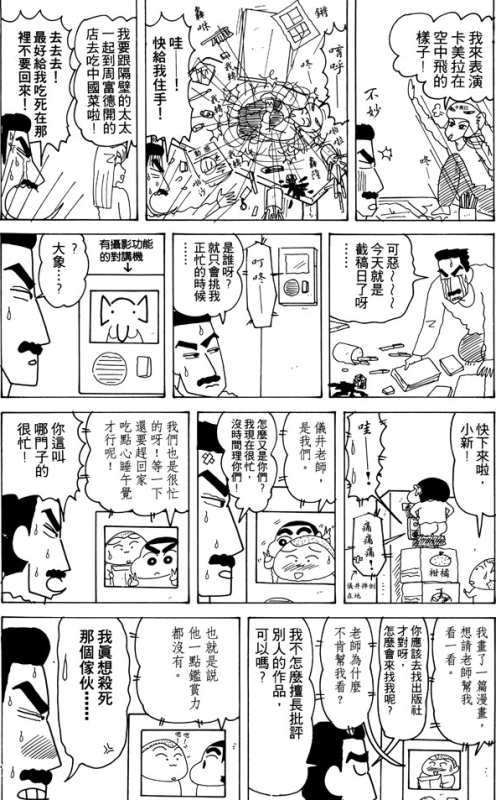 我來表演
卡美拉在
空中飛的
樣子!
咚
不妙
哇!
快給我住手!
我要跟隔壁的太太
一起到周富德開的
店去吃中國菜啦!
去去去!
最好給我吃死在那
裡不要回來!
可惡~~
今天就是
截稿日了呀
叮咚
是誰呀?
就只會挑我
正忙的時候
有攝影功能
的對講機
?
大象…?
快下來啦,
小新!
哇—!
痛痛痛!
柑橘
儀井老師,
是我們。
怎麼又是你們?
我現在很忙,
沒時間理你們
我們也是很忙
的呀!等一下
還要趕回家
吃點心睡午覺
才行呢!
你這叫
哪門子的
很忙!
我畫了一篇漫畫,
想請老師幫我
看一看。
你應該去找出版社
才對呀,
怎麼會來找我呢?
老師為什麼
不肯幫我看?
我不怎麼擅長批評
別人的作品,
可以嗎?
也就是說
他一點鑑賞力
都沒有。
我真想殺死
那個傢伙……